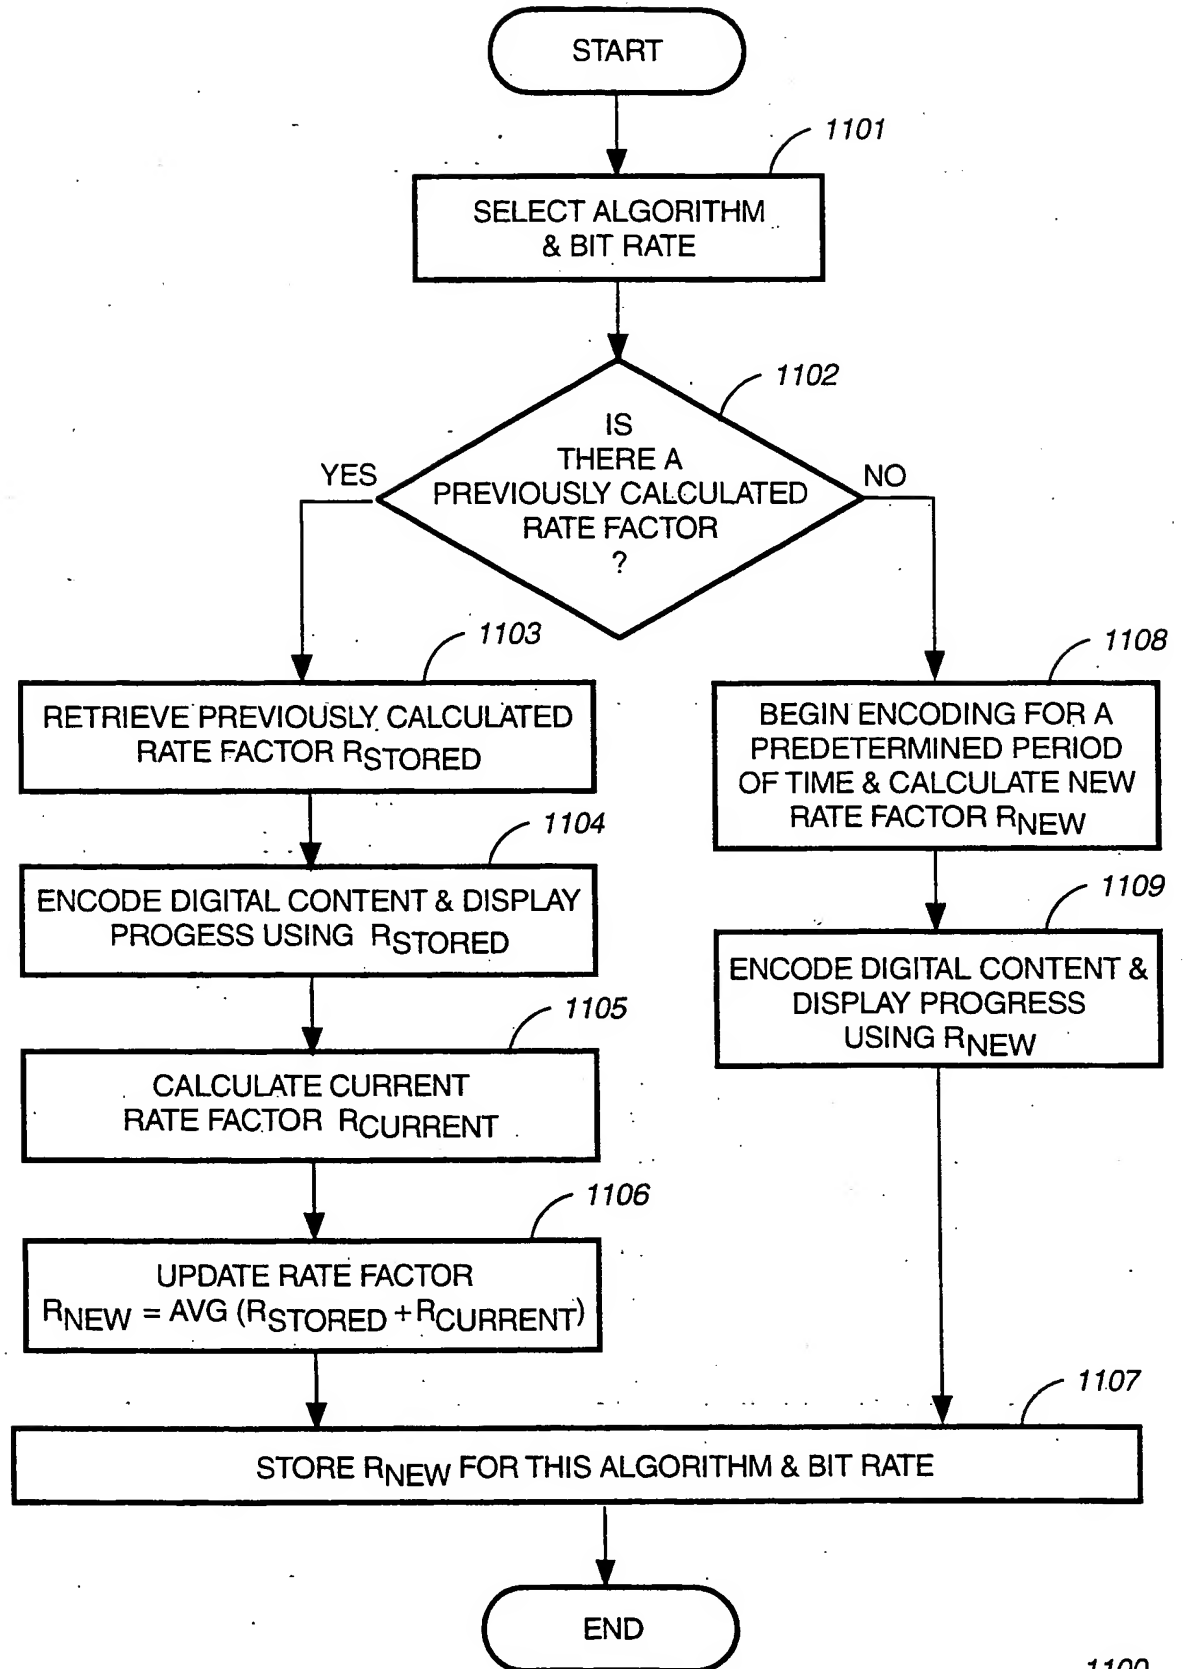 START
1101
SELECT ALGORITHM
& BIT RATE
1102
IS
THERE A
PREVIOUSLY CALCULATED
RATE FACTOR
?
YES
NO
1103
RETRIEVE PREVIOUSLY CALCULATED
RATE FACTOR RSTORED
1108
BEGIN ENCODING FOR A
PREDETERMINED PERIOD
OF TIME & CALCULATE NEW
RATE FACTOR RNEW
1104
ENCODE DIGITAL CONTENT & DISPLAY
PROGESS USING RSTORED
1109
ENCODE DIGITAL CONTENT &
DISPLAY PROGRESS
USING RNEW
1105
CALCULATE CURRENT
RATE FACTOR RCURRENT
1106
UPDATE RATE FACTOR
RNEW = AVG (RSTORED + RCURRENT)
1107
STORE RNEW FOR THIS ALGORITHM & BIT RATE
END
1100